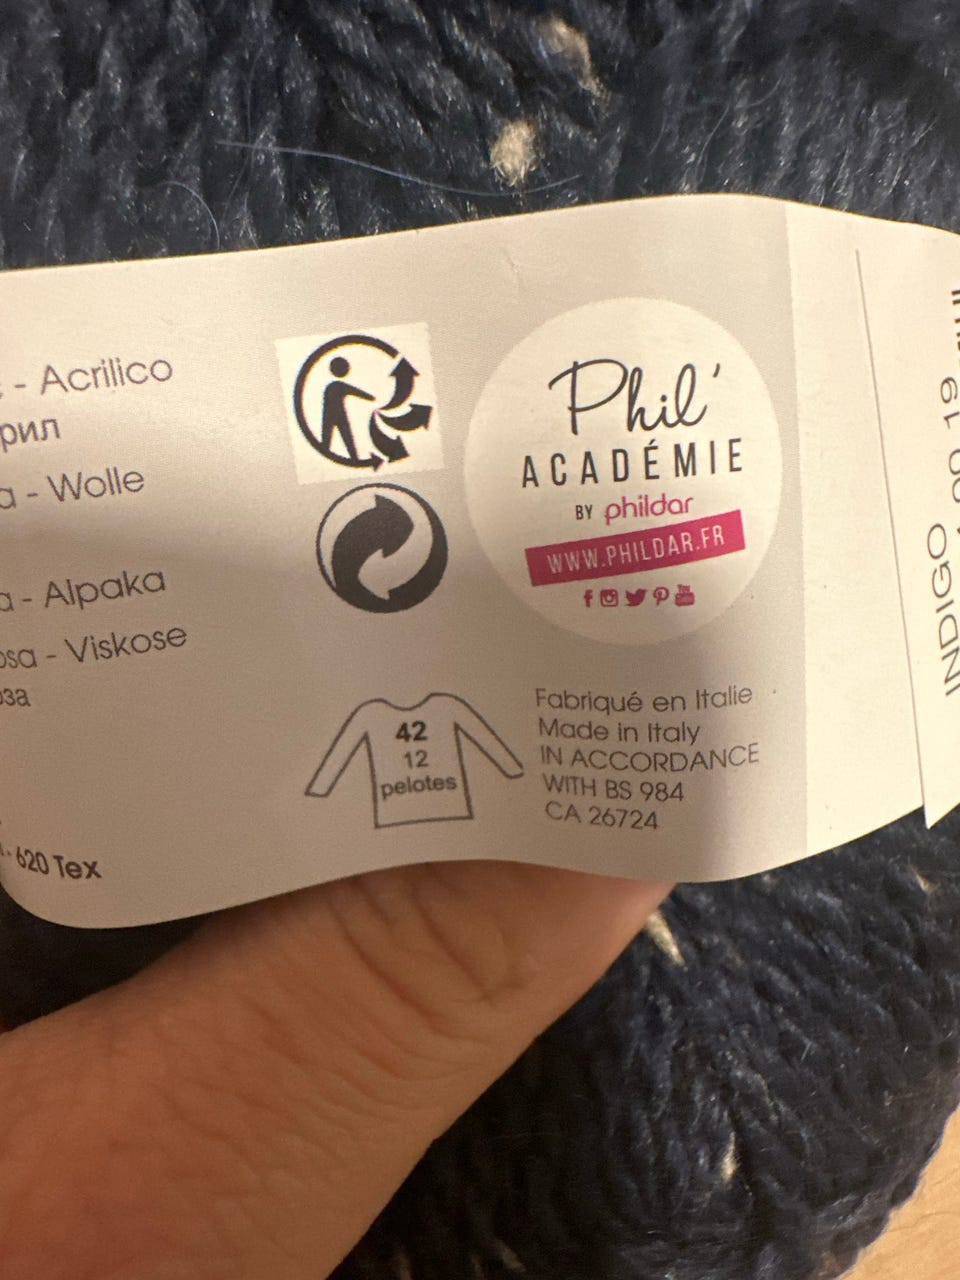 - Acrilico
рил
a - Wolle
a - Alpaka
osa - Viskose
оза
620 Tex
Phil'
ACADÉMIE
BY phildar
WWW.PHILDAR.FR
42
12
pelotes
Fabriqué en Italie
Made in Italy
IN ACCORDANCE
WITH BS 984
CA 26724
INDIGO
19